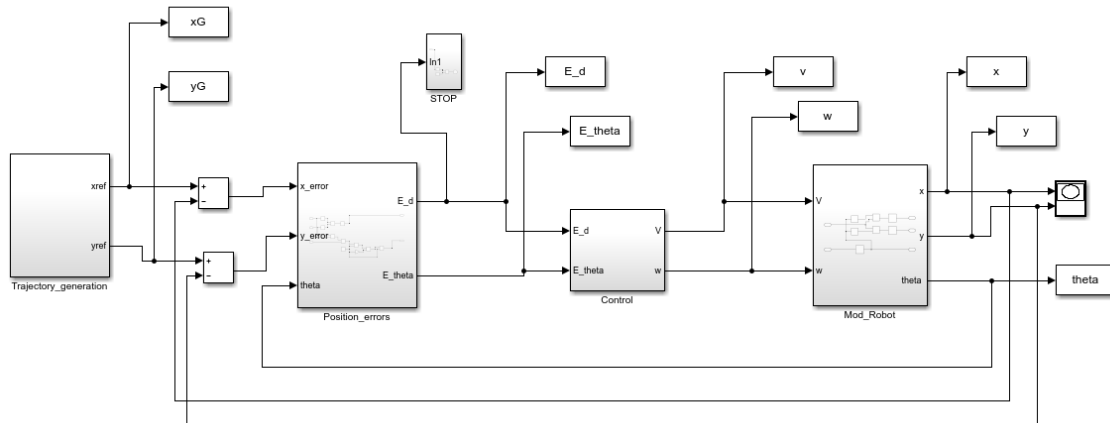 xG
yG
In1
STOP
E_d
E_theta
v
w
x
y
xref
yref
Trajectory_generation
+
−
+
−
x_error
y_error
theta
E_d
E_theta
Position_errors
E_d
E_theta
V
w
Control
V
w
x
y
theta
Mod_Robot
theta